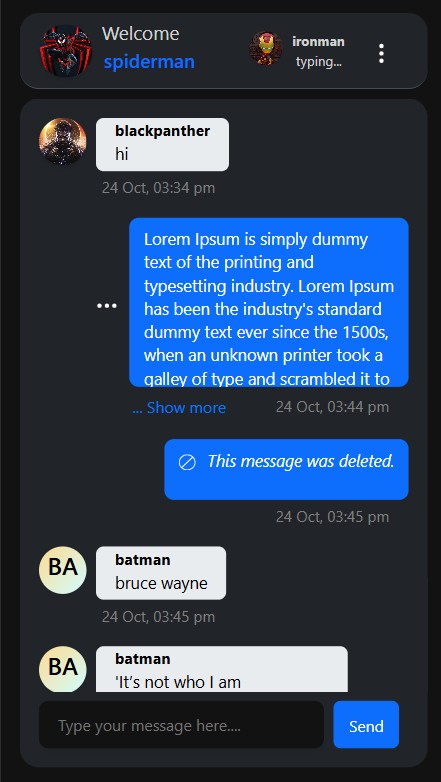 Welcome
spiderman
ironman
typing...
blackpanther
hi
24 Oct, 03:34 pm
Lorem Ipsum is simply dummy
text of the printing and
typesetting industry. Lorem Ipsum
has been the industry's standard
dummy text ever since the 1500s,
when an unknown printer took a
galley of type and scrambled it to
... Show more
24 Oct, 03:44 pm
This message was deleted.
24 Oct, 03:45 pm
BA
batman
bruce wayne
24 Oct, 03:45 pm
BA
batman
'It’s not who I am
Type your message here....
Send